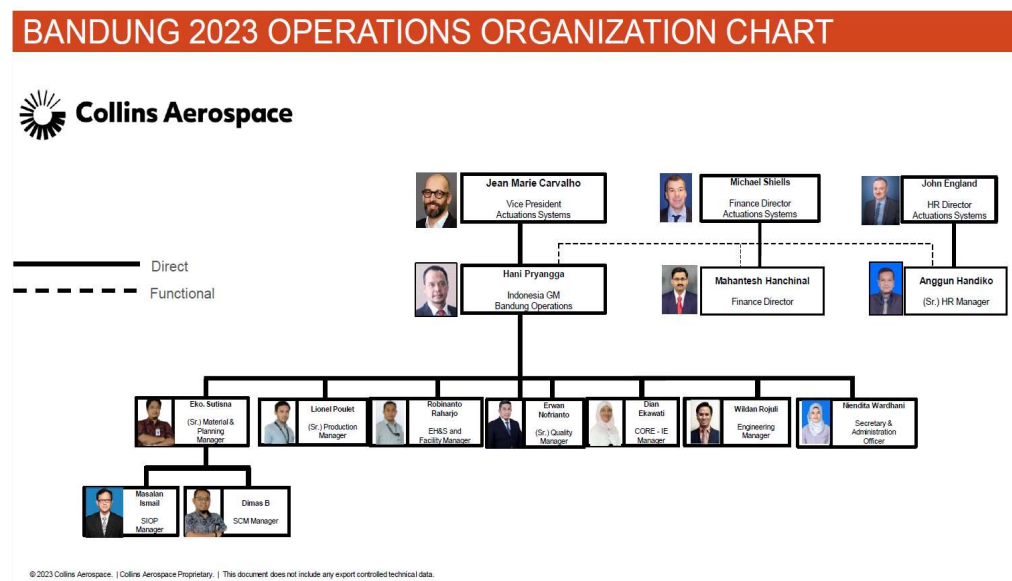 BANDUNG 2023 OPERATIONS ORGANIZATION CHART
Collins Aerospace
Jean Marie Carvalho
Vice President
Actuations Systems
Michael Shiells
Finance Director
Actuations Systems
John England
HR Director
Actuations Systems
Direct
Functional
Hani Pryangga
Indonesia GM
Bandung Operations
Mahantesh Hanchinal
Finance Director
Anggun Handiko
(Sr.) HR Manager
Eko. Sutisna
(Sr.) Material &
Planning
Manager
Lionel Poulet
(Sr.) Production
Manager
Robinanto
Raharjo
EH&S and
Facility Manager
Erwan
Nofrianto
(Sr.) Quality
Manager
Dian
Ekawati
CORE - IE
Manager
Wildan Rojuli
Engineering
Manager
Niendita Wardhani
Secretary &
Administration
Officer
Masalan
Ismail
SIOP
Manager
Dimas B
SCM Manager
© 2023 Collins Aerospace. | Collins Aerospace Proprietary. | This document does not include any export controlled technical data.